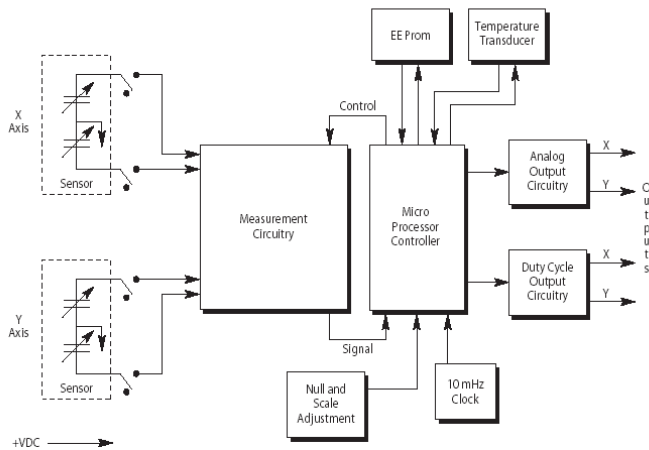 EE Prom
Temperature
Transducer
X
Axis
Sensor
Control
Measurement
Circuitry
Micro
Processor
Controller
Analog
Output
Circuitry
X
Y
Duty Cycle
Output
Circuitry
X
Y
O
u
t
p
u
t
s
Y
Axis
Sensor
Signal
Null and
Scale
Adjustment
10 mHz
Clock
+VDC